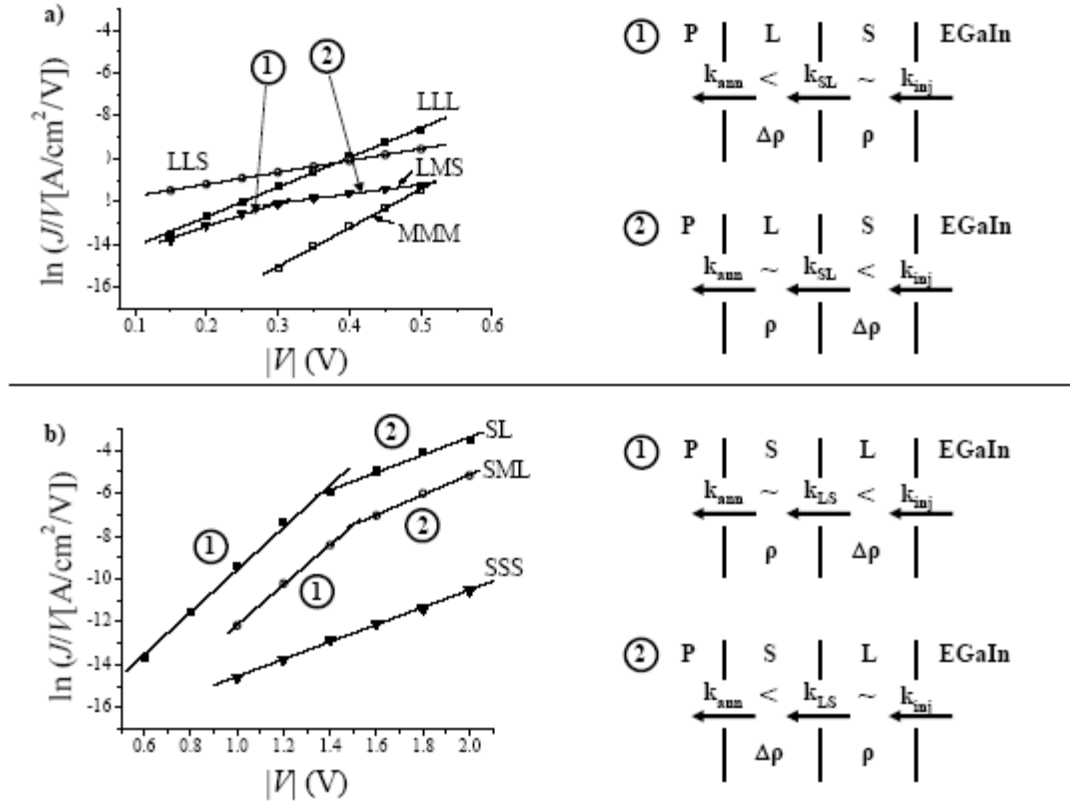 a)
ln (J/V[A/cm²/V])
-4
-6
-8
-10
-12
-14
-16
1
2
LLL
LLS
LMS
MMM
0.1 0.2 0.3 0.4 0.5 0.6
|V| (V)
1 P L S EGaIn
k_ann < k_SL ~ k_inj
Δρ ρ
2 P L S EGaIn
k_ann ~ k_SL < k_inj
ρ Δρ
b)
ln (J/V[A/cm²/V])
-4
-6
-8
-10
-12
-14
-16
2
SL
SML
1
2
1
SSS
0.6 0.8 1.0 1.2 1.4 1.6 1.8 2.0
|V| (V)
1 P S L EGaIn
k_ann ~ k_LS < k_inj
ρ Δρ
2 P S L EGaIn
k_ann < k_LS ~ k_inj
Δρ ρ